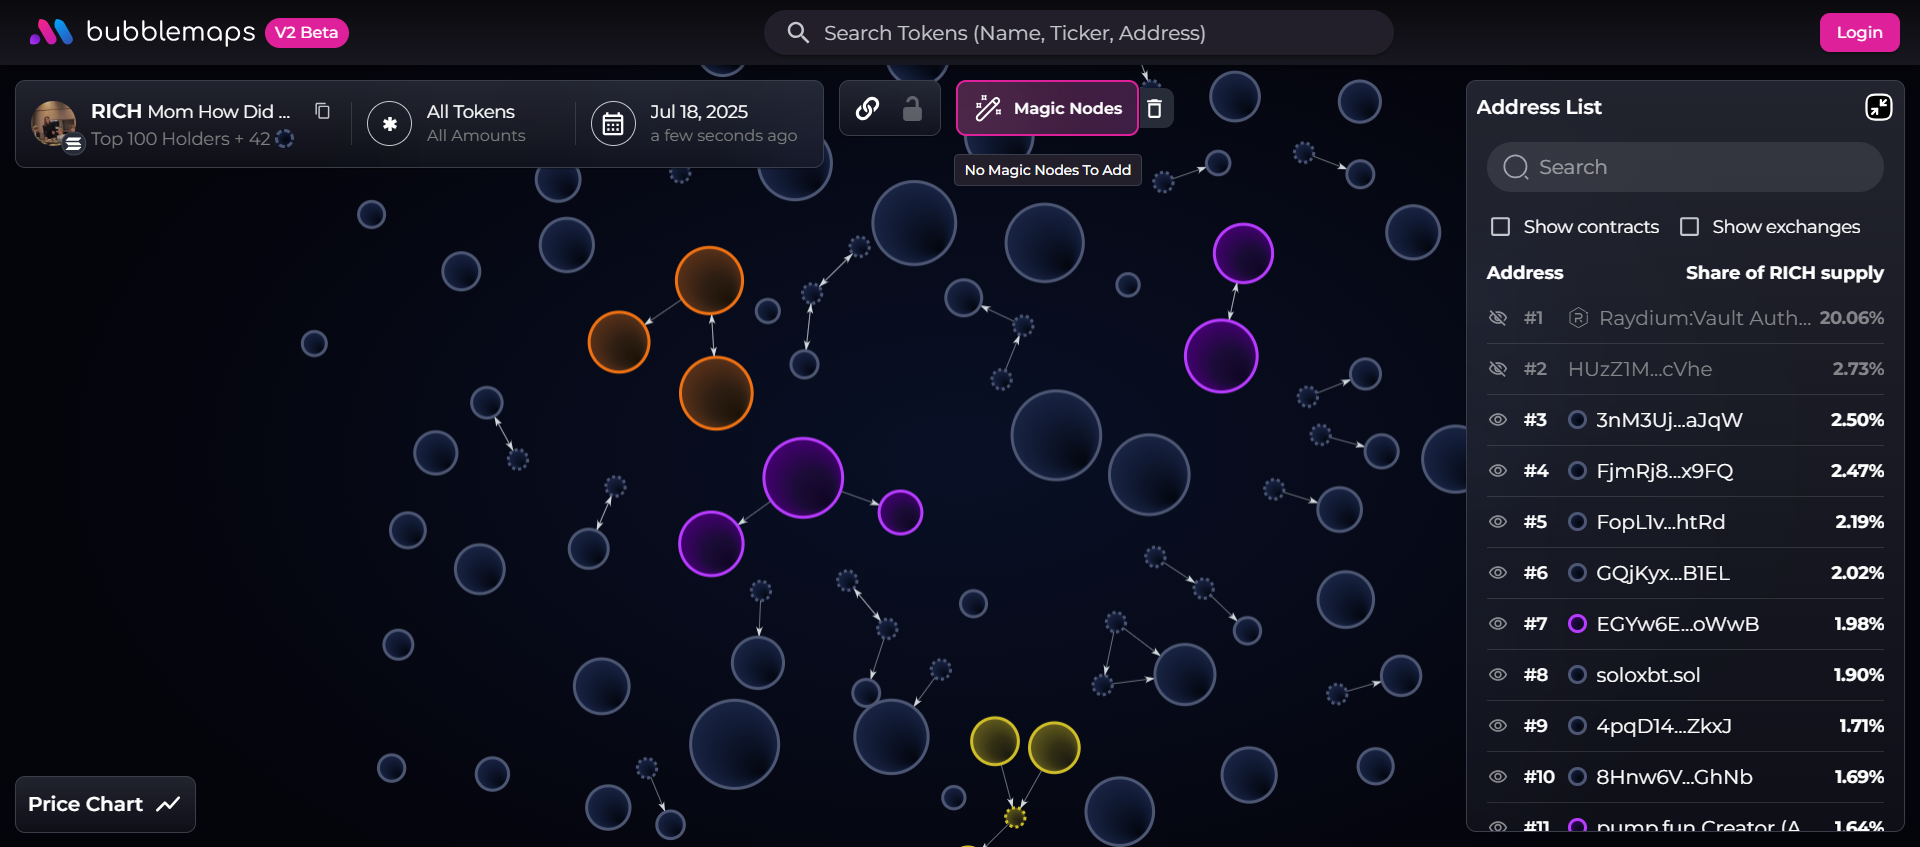 bubblemaps V2 Beta
Search Tokens (Name, Ticker, Address)
Login
RICH Mom How Did ...
Top 100 Holders + 42
All Tokens
All Amounts
Jul 18, 2025
a few seconds ago
Magic Nodes
No Magic Nodes To Add
Address List
Search
Show contracts Show exchanges
Address Share of RICH supply
#1 Raydium:Vault Auth... 20.06%
#2 HUzZ1M...cVhe 2.73%
#3 3nM3Uj...aJqW 2.50%
#4 FjmRj8...x9FQ 2.47%
#5 FopL1v...htRd 2.19%
#6 GQjKyx...B1EL 2.02%
#7 EGYw6E...oWwB 1.98%
#8 soloxbt.sol 1.90%
#9 4pqD14...ZkxJ 1.71%
#10 8Hnw6V...GhNb 1.69%
#11 pump.fun Creator (A 1.64%
Price Chart